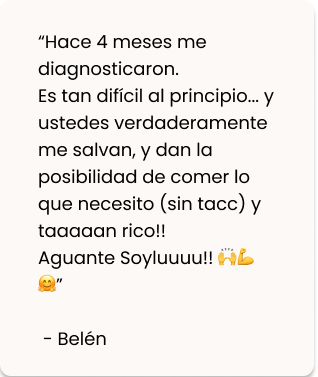 “Hace 4 meses me
diagnosticaron.
Es tan difícil al principio... y
ustedes verdaderamente
me salvan, y dan la
posibilidad de comer lo
que necesito (sin tacc) y
taaaaan rico!!
Aguante Soyluuuu!! 🙌💪
🤗”
- Belén